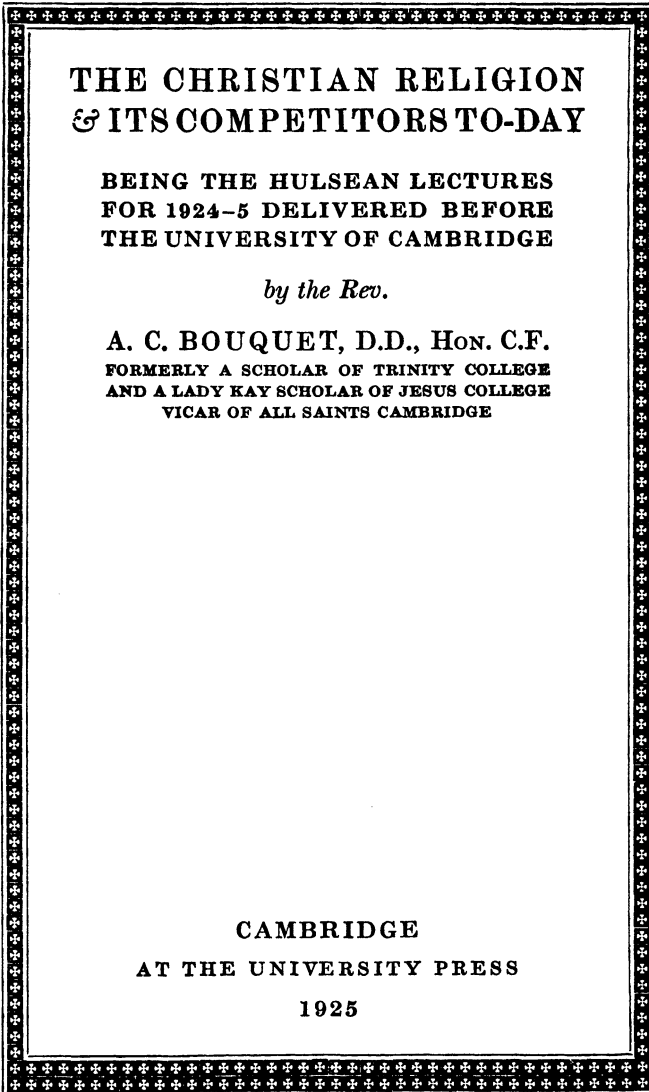 THE CHRISTIAN RELIGION
& ITS COMPETITORS TO-DAY
BEING THE HULSEAN LECTURES
FOR 1924–5 DELIVERED BEFORE
THE UNIVERSITY OF CAMBRIDGE
by the Rev.
A. C. BOUQUET, D.D., HON. C.F.
FORMERLY A SCHOLAR OF TRINITY COLLEGE
AND A LADY KAY SCHOLAR OF JESUS COLLEGE
VICAR OF ALL SAINTS CAMBRIDGE
CAMBRIDGE
AT THE UNIVERSITY PRESS
1925